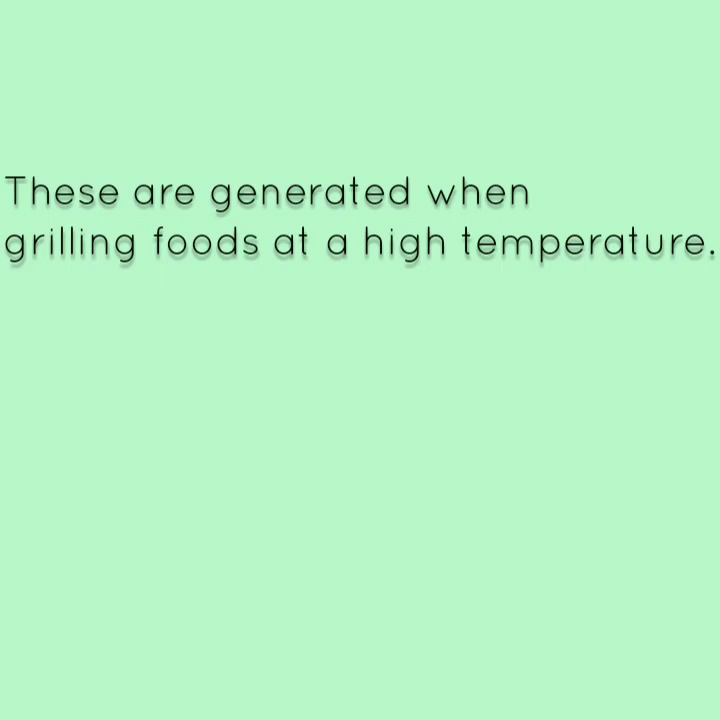 These are generated when
grilling foods at a high temperature.